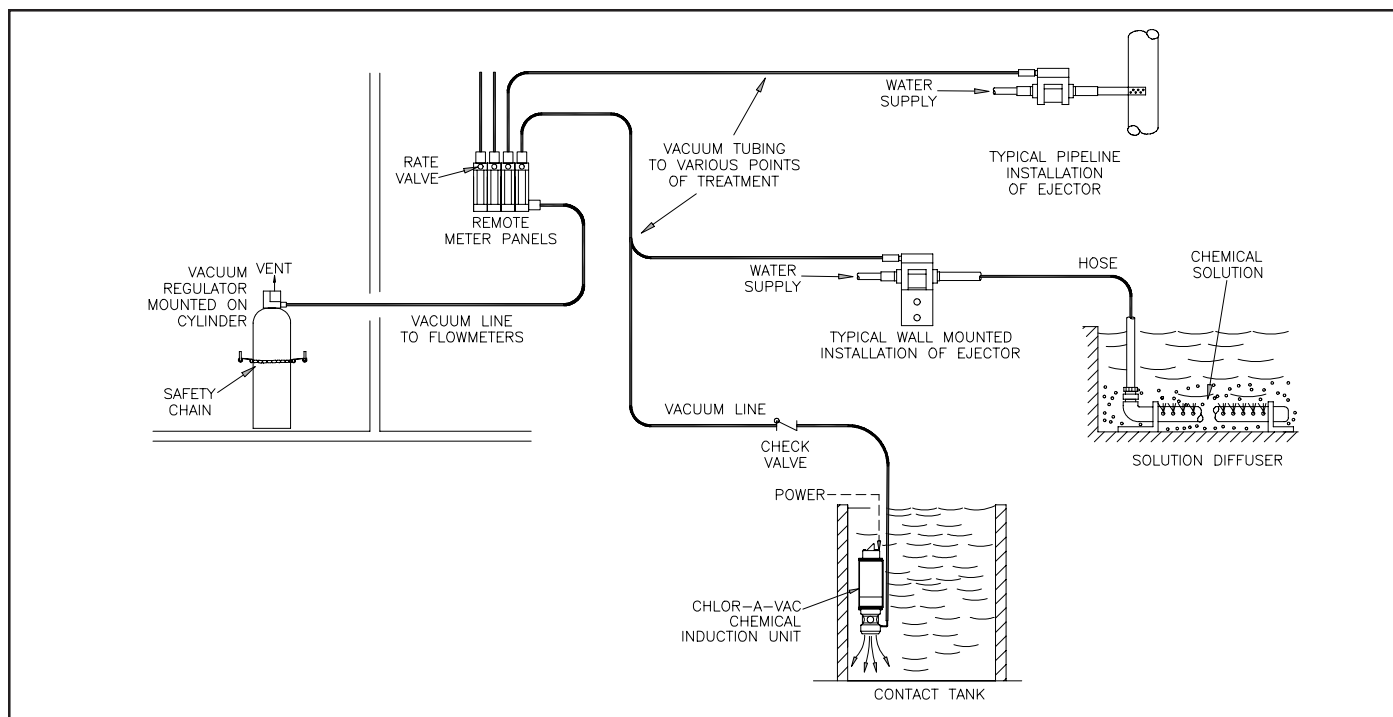 WATER
SUPPLY
TYPICAL PIPELINE
INSTALLATION
OF EJECTOR
VACUUM TUBING
TO VARIOUS POINTS
OF TREATMENT
RATE
VALVE
REMOTE
METER PANELS
VENT
VACUUM
REGULATOR
MOUNTED ON
CYLINDER
VACUUM LINE
TO FLOWMETERS
SAFETY
CHAIN
WATER
SUPPLY
TYPICAL WALL MOUNTED
INSTALLATION OF EJECTOR
HOSE
CHEMICAL
SOLUTION
SOLUTION DIFFUSER
VACUUM LINE
CHECK
VALVE
POWER
CHLOR-A-VAC
CHEMICAL
INDUCTION UNIT
CONTACT TANK